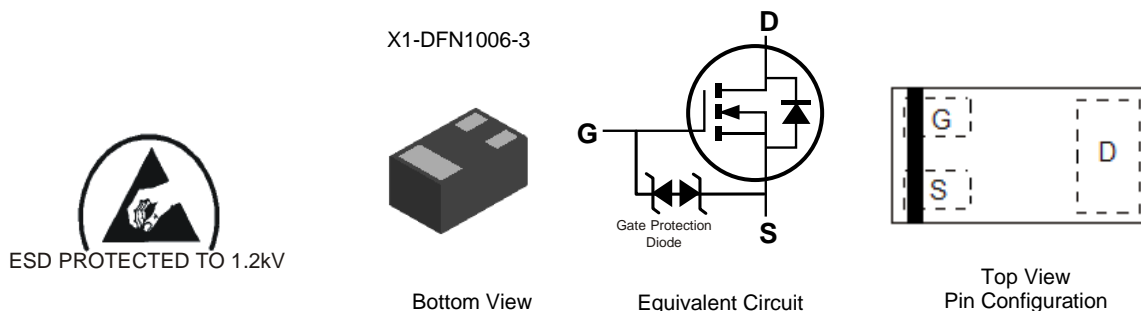 X1-DFN1006-3
ESD PROTECTED TO 1.2kV
Bottom View
D
G
Gate Protection
Diode
S
Equivalent Circuit
G
S
D
Top View
Pin Configuration